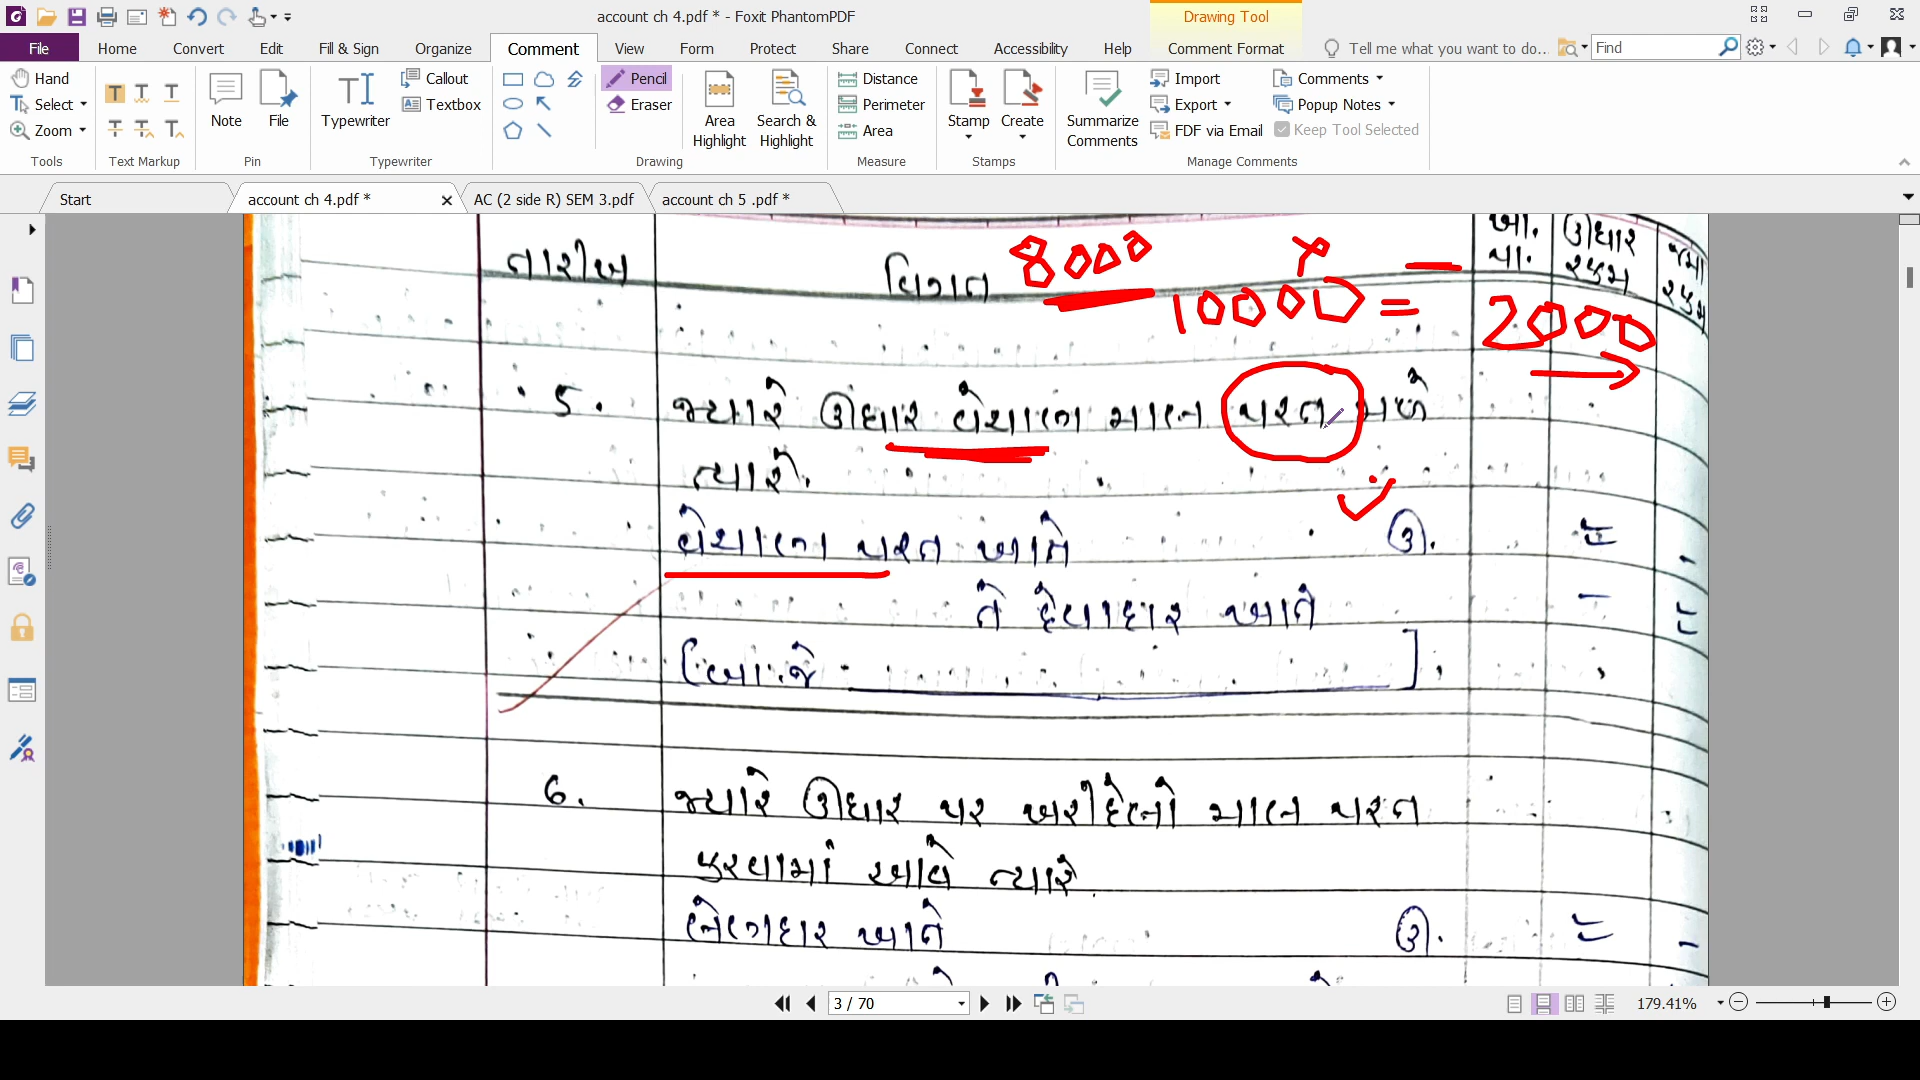 account ch 4.pdf * - Foxit PhantomPDF
Drawing Tool
File Home Convert Edit Fill & Sign Organize Comment View Form Protect Share Connect Accessibility Help Comment Format Tell me what you want to do... Find
Hand Select Zoom
Tools
Text Markup
Note File
Pin
Typewriter Callout Textbox
Typewriter
Pencil Eraser Area Highlight Search & Highlight
Drawing
Distance Perimeter Area
Measure
Stamp Create
Stamps
Summarize Comments Import Export FDF via Email Comments Popup Notes Keep Tool Selected
Manage Comments
Start account ch 4.pdf * AC (2 side R) SEM 3.pdf account ch 5 .pdf *
તારીખ વિગત ખા. પા. ઉધાર રકમ જમા રકમ
8000
10000 = 2000
5. જ્યારે ઉધાર વેચાણે માલ પરત મળે
ત્યારે.
વેચાણ પરત ખાતે ઉ.
તે દેવાદાર ખાતે
[બા.જે ]
6. જ્યારે ઉધાર પર ખરીદેલો માલ પરત
કરવામાં આવે ત્યારે
લેણદાર ખાતે ઉ.
3 / 70
179.41%